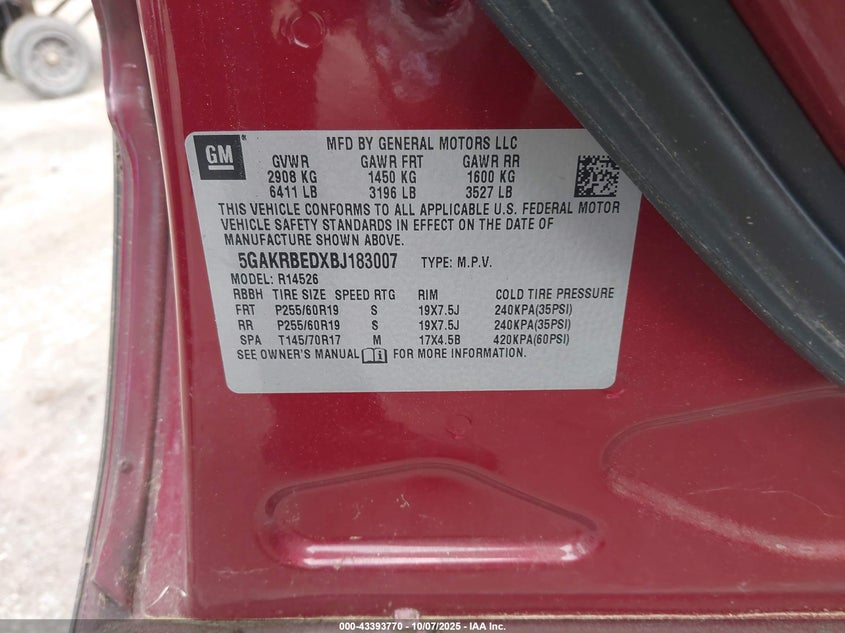 GM
MFD BY GENERAL MOTORS LLC
GVWR GAWR FRT GAWR RR
2908 KG 1450 KG 1600 KG
6411 LB 3196 LB 3527 LB
THIS VEHICLE CONFORMS TO ALL APPLICABLE U.S. FEDERAL MOTOR
VEHICLE SAFETY STANDARDS IN EFFECT ON THE DATE OF
MANUFACTURE SHOWN ABOVE.
5GAKRBEDXBJ183007 TYPE: M.P.V.
MODEL: R14526
RBBH TIRE SIZE SPEED RTG RIM COLD TIRE PRESSURE
FRT P255/60R19 S 19X7.5J 240KPA(35PSI)
RR P255/60R19 S 19X7.5J 240KPA(35PSI)
SPA T145/70R17 M 17X4.5B 420KPA(60PSI)
SEE OWNER'S MANUAL FOR MORE INFORMATION.
000-43393770 - 10/07/2025 - IAA Inc.